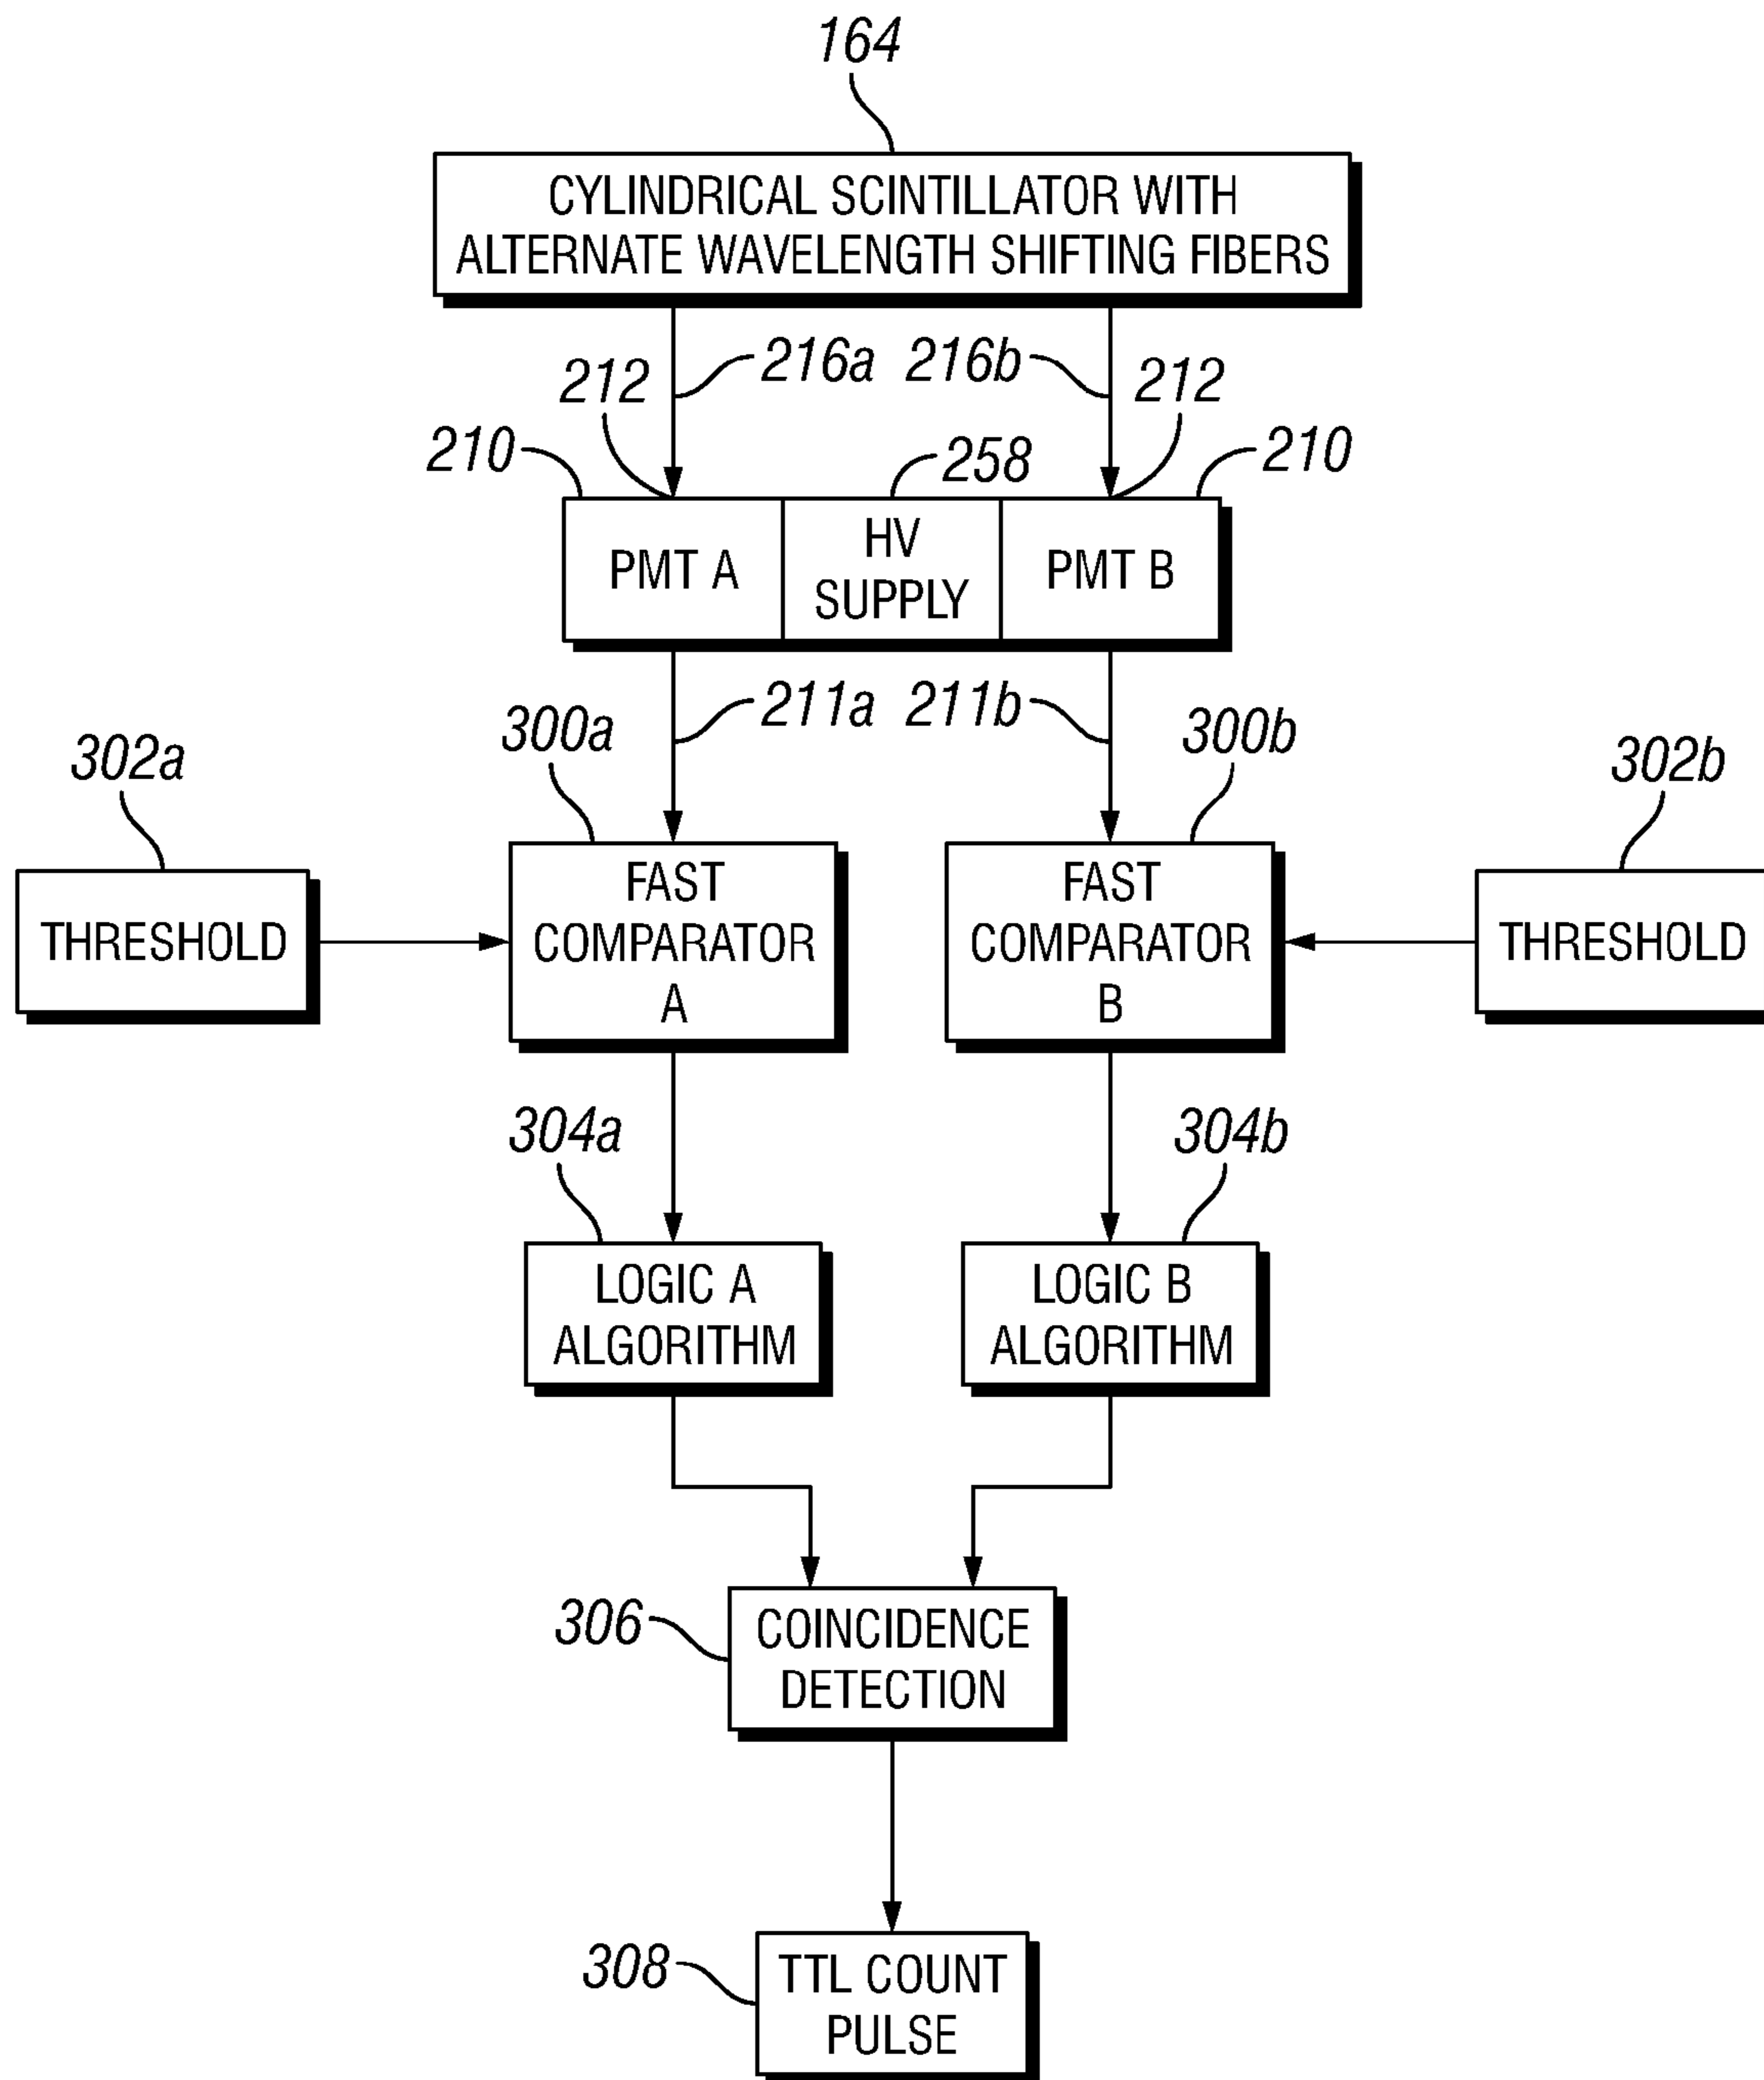 164
CYLINDRICAL SCINTILLATOR WITH
ALTERNATE WAVELENGTH SHIFTING FIBERS
216a 216b
212 212
210 258 210
PMT A
HV
SUPPLY
PMT B
211a 211b
300a 300b
302a 302b
THRESHOLD
FAST
COMPARATOR
A
FAST
COMPARATOR
B
THRESHOLD
304a 304b
LOGIC A
ALGORITHM
LOGIC B
ALGORITHM
306
COINCIDENCE
DETECTION
308
TTL COUNT
PULSE